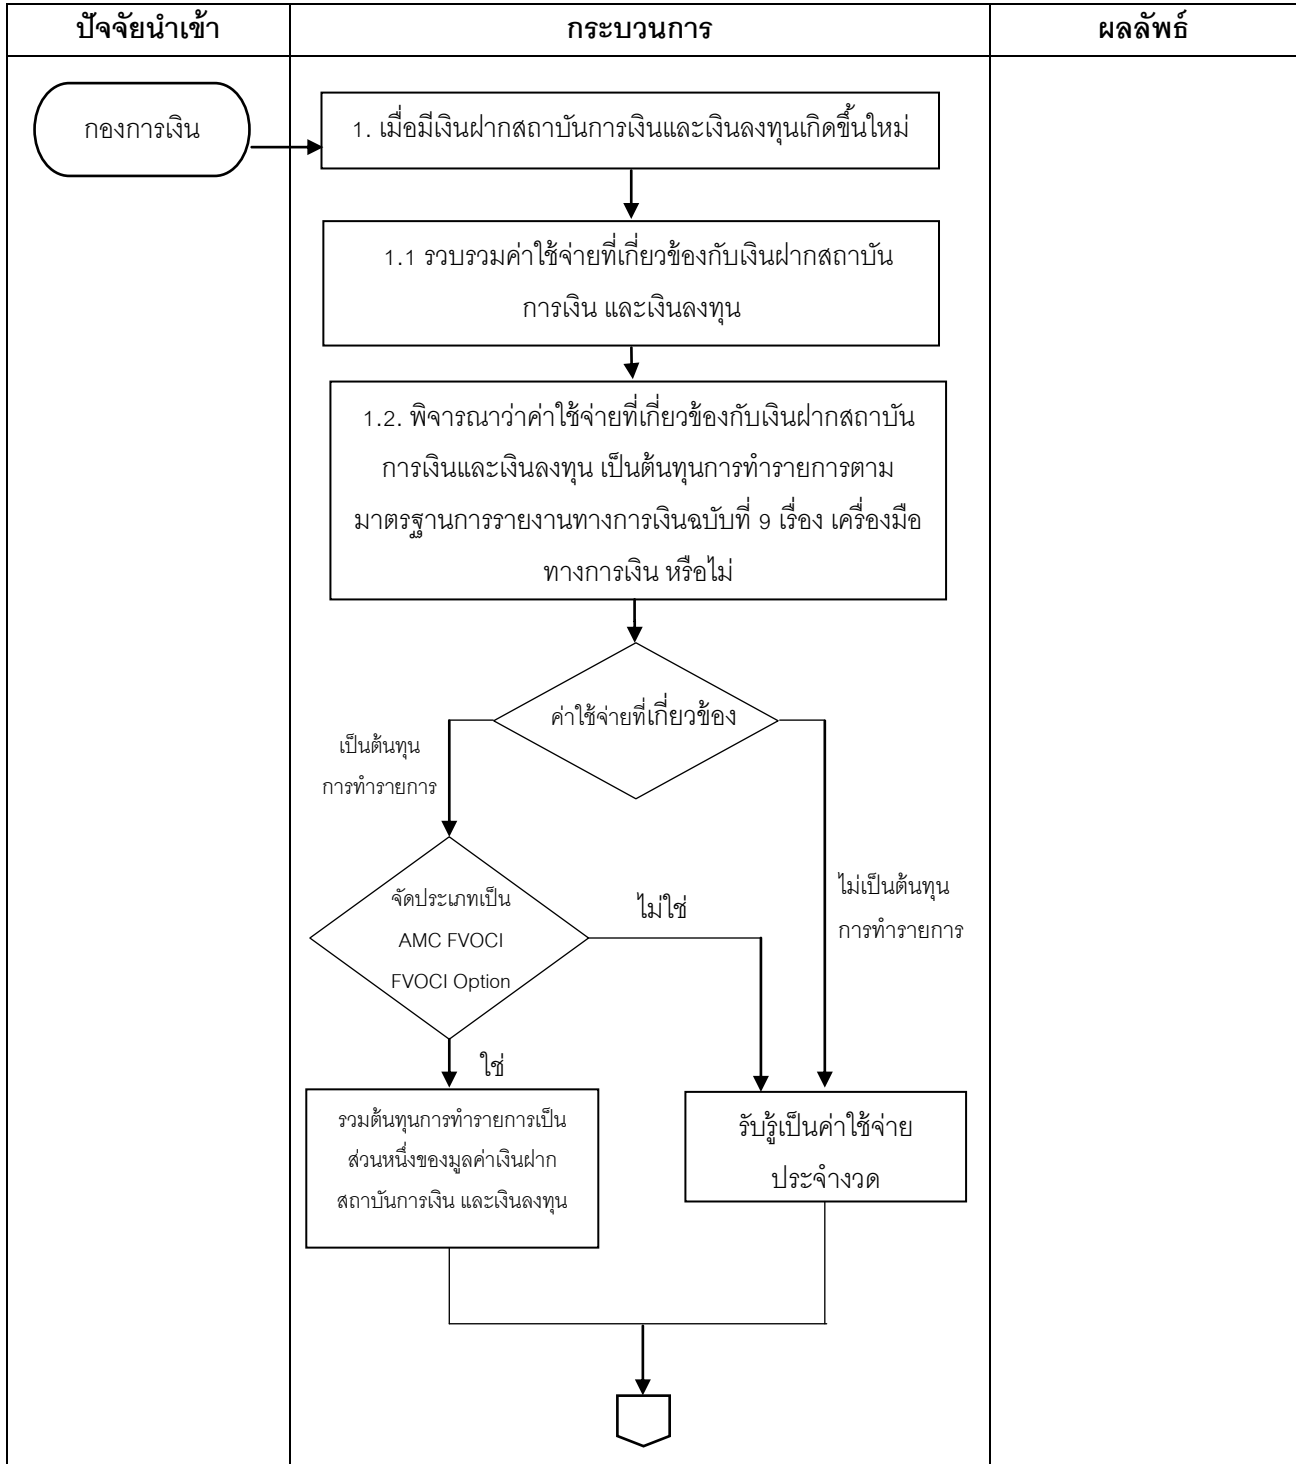 ปัจจัยนำเข้า
กระบวนการ
ผลลัพธ์
กองการเงิน
1. เมื่อมีเงินฝากสถาบันการเงินและเงินลงทุนเกิดขึ้นใหม่
1.1 รวบรวมค่าใช้จ่ายที่เกี่ยวข้องกับเงินฝากสถาบัน
การเงิน และเงินลงทุน
1.2. พิจารณาว่าค่าใช้จ่ายที่เกี่ยวข้องกับเงินฝากสถาบัน
การเงินและเงินลงทุน เป็นต้นทุนการทำรายการตาม
มาตรฐานการรายงานทางการเงินฉบับที่ 9 เรื่อง เครื่องมือ
ทางการเงิน หรือไม่
ค่าใช้จ่ายที่เกี่ยวข้อง
เป็นต้นทุน
การทำรายการ
จัดประเภทเป็น
AMC FVOCI
FVOCI Option
ไม่ใช่
ไม่เป็นต้นทุน
การทำรายการ
ใช่
รวมต้นทุนการทำรายการเป็น
ส่วนหนึ่งของมูลค่าเงินฝาก
สถาบันการเงิน และเงินลงทุน
รับรู้เป็นค่าใช้จ่าย
ประจำงวด